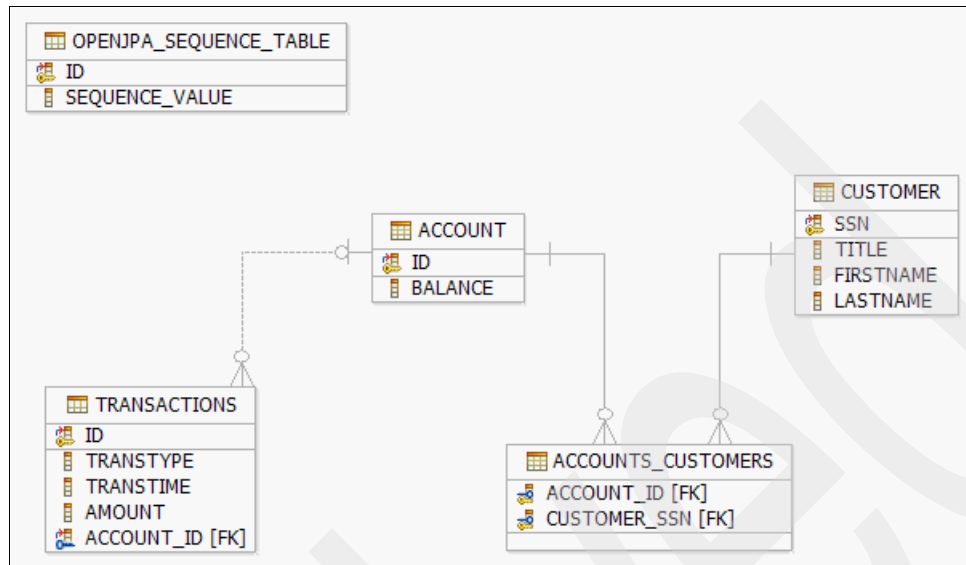 OPENJPA_SEQUENCE_TABLE
ID
SEQUENCE_VALUE
ACCOUNT
ID
BALANCE
CUSTOMER
SSN
TITLE
FIRSTNAME
LASTNAME
TRANSACTIONS
ID
TRANSTYPE
TRANSTIME
AMOUNT
ACCOUNT_ID [FK]
ACCOUNTS_CUSTOMERS
ACCOUNT_ID [FK]
CUSTOMER_SSN [FK]